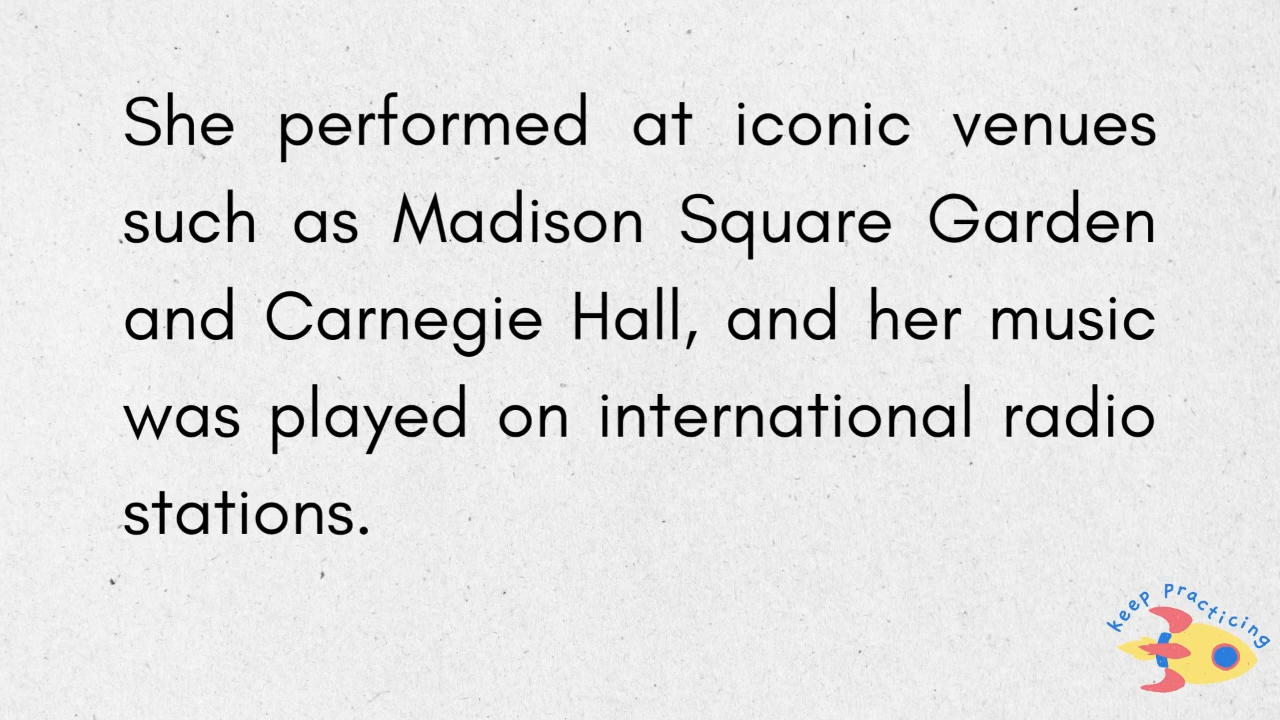 She performed at iconic venues
such as Madison Square Garden
and Carnegie Hall, and her music
was played on international radio
stations.
keep practicing